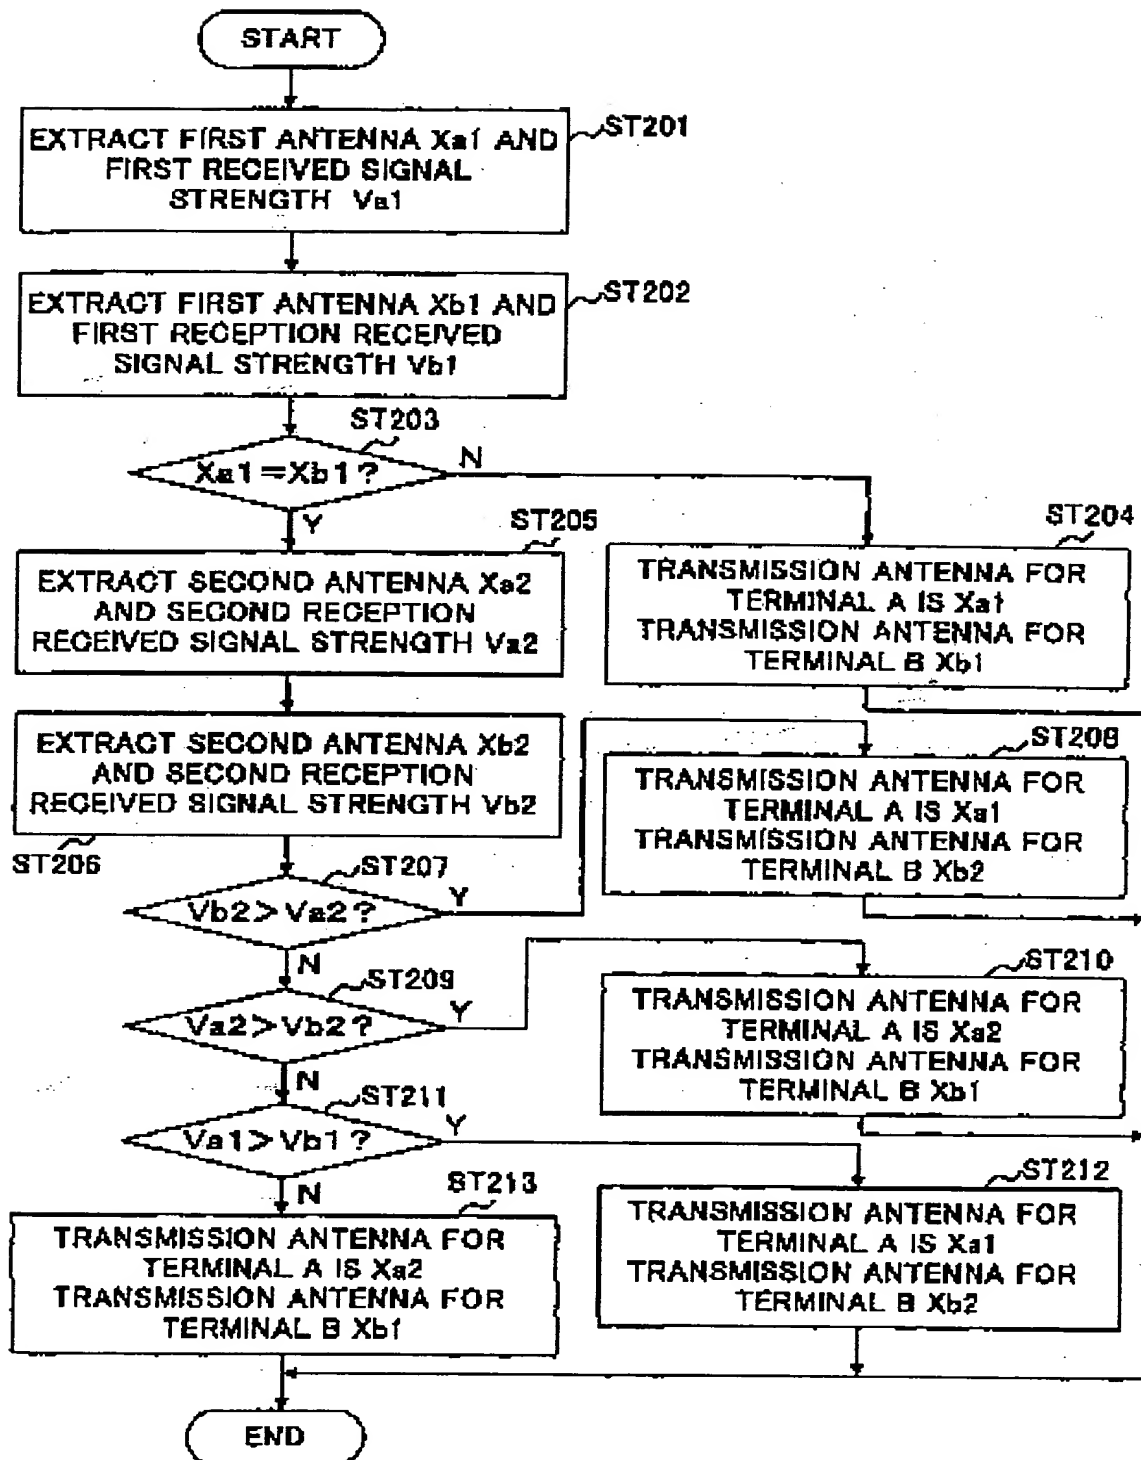 START
ST201
EXTRACT FIRST ANTENNA Xa1 AND
FIRST RECEIVED SIGNAL
STRENGTH Va1
ST202
EXTRACT FIRST ANTENNA Xb1 AND
FIRST RECEPTION RECEIVED
SIGNAL STRENGTH Vb1
ST203
Xa1=Xb1?
N
Y
ST204
TRANSMISSION ANTENNA FOR
TERMINAL A IS Xa1
TRANSMISSION ANTENNA FOR
TERMINAL B Xb1
ST205
EXTRACT SECOND ANTENNA Xa2
AND SECOND RECEPTION
RECEIVED SIGNAL STRENGTH Va2
EXTRACT SECOND ANTENNA Xb2
AND SECOND RECEPTION
RECEIVED SIGNAL STRENGTH Vb2
ST206
ST207
Vb2>Va2?
Y
N
ST208
TRANSMISSION ANTENNA FOR
TERMINAL A IS Xa1
TRANSMISSION ANTENNA FOR
TERMINAL B Xb2
ST209
Va2>Vb2?
Y
N
ST210
TRANSMISSION ANTENNA FOR
TERMINAL A IS Xa2
TRANSMISSION ANTENNA FOR
TERMINAL B Xb1
ST211
Va1>Vb1?
Y
N
ST212
TRANSMISSION ANTENNA FOR
TERMINAL A IS Xa1
TRANSMISSION ANTENNA FOR
TERMINAL B Xb2
ST213
TRANSMISSION ANTENNA FOR
TERMINAL A IS Xa2
TRANSMISSION ANTENNA FOR
TERMINAL B Xb1
END